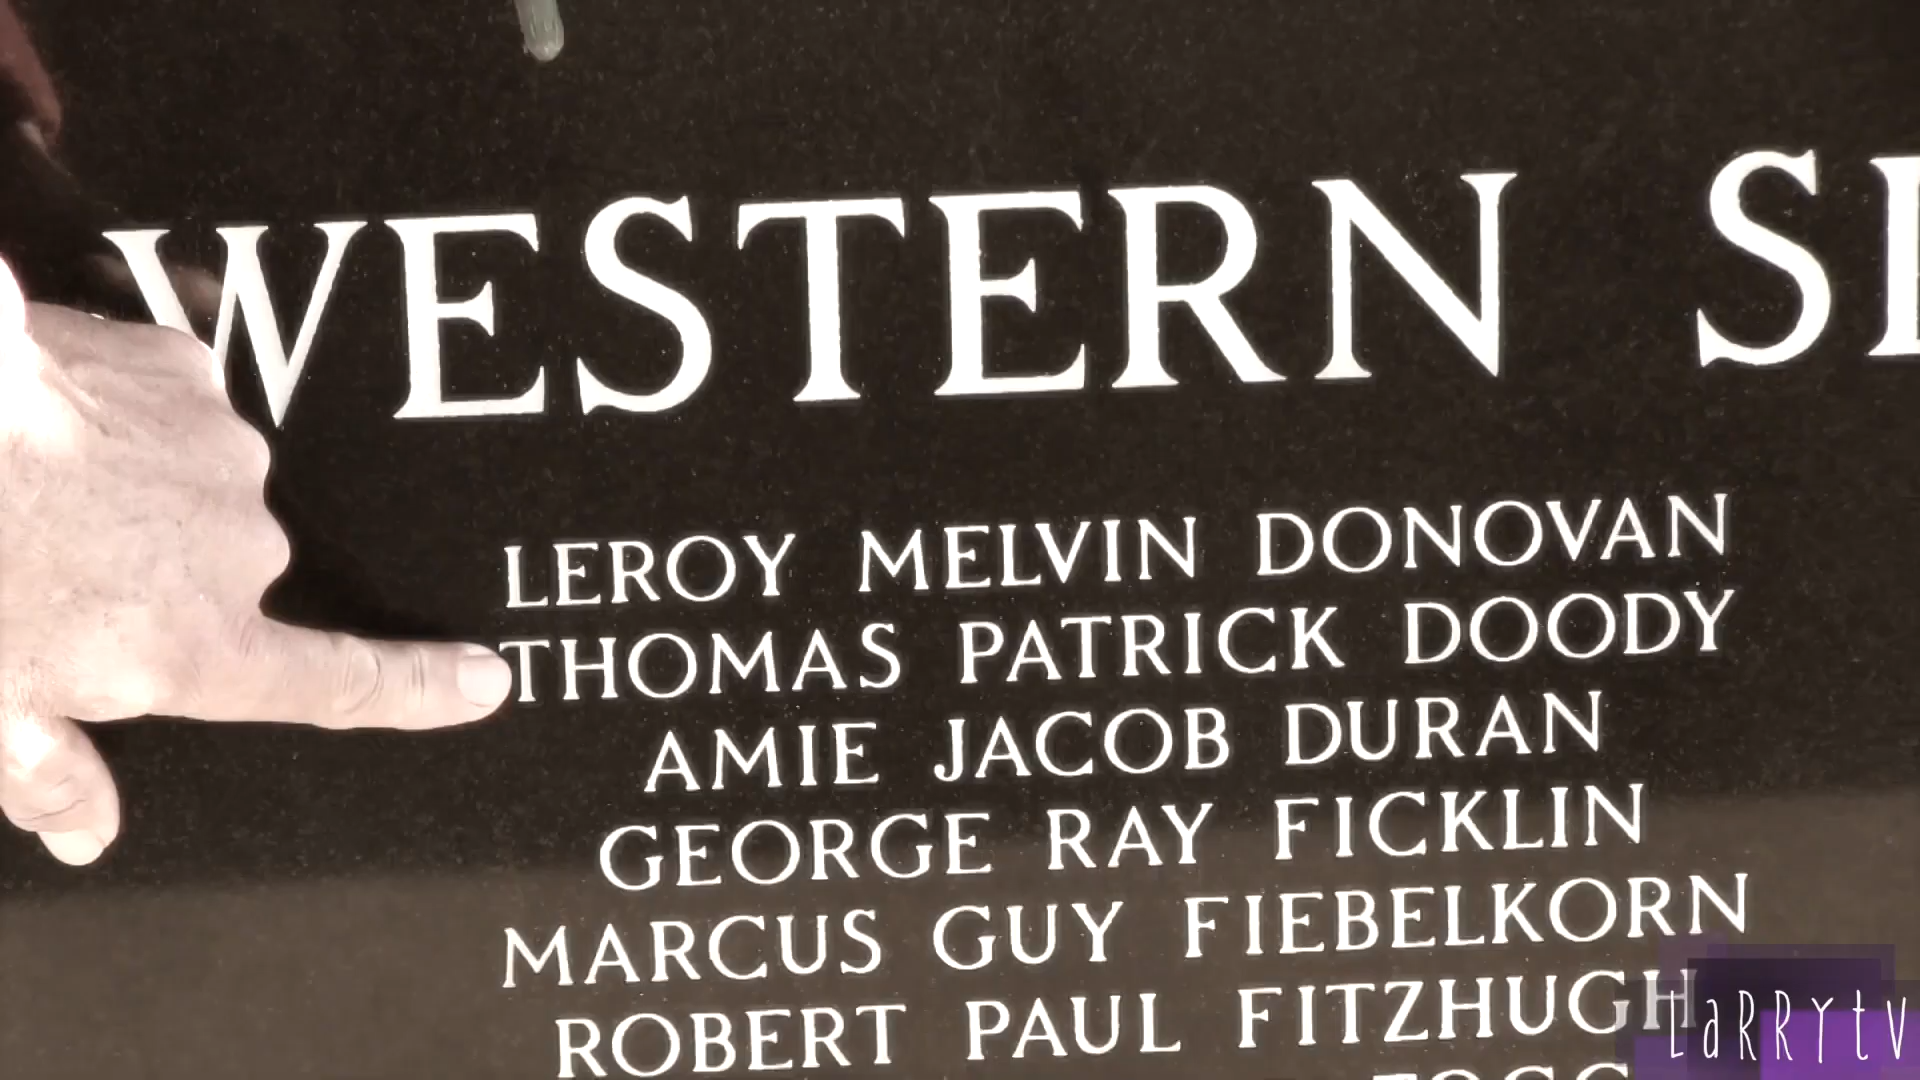 WESTERN
LEROY MELVIN DONOVAN
THOMAS PATRICK DOODY
AMIE JACOB DURAN
GEORGE RAY FICKLIN
MARCUS GUY FIEBELKORN
ROBERT PAUL FITZHUGH
LaRRytv